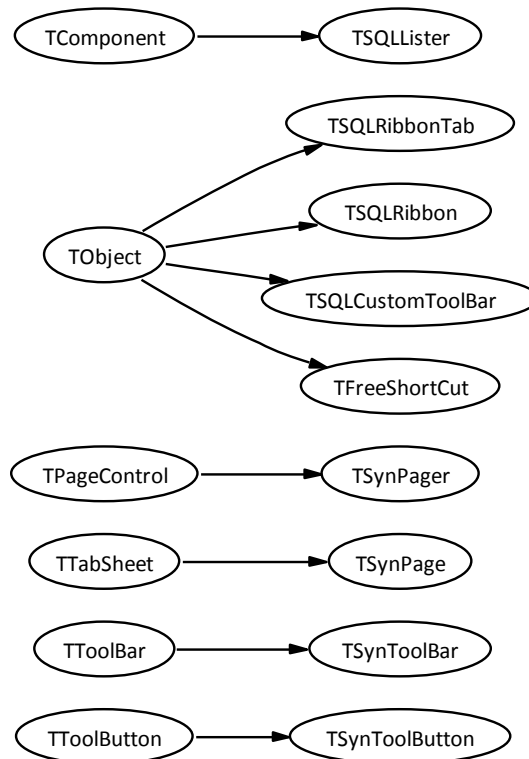 TComponent
TSQLLister
TSQLRibbonTab
TSQLRibbon
TObject
TSQLCustomToolBar
TFreeShortCut
TPageControl
TSynPager
TTabSheet
TSynPage
TToolBar
TSynToolBar
TToolButton
TSynToolButton